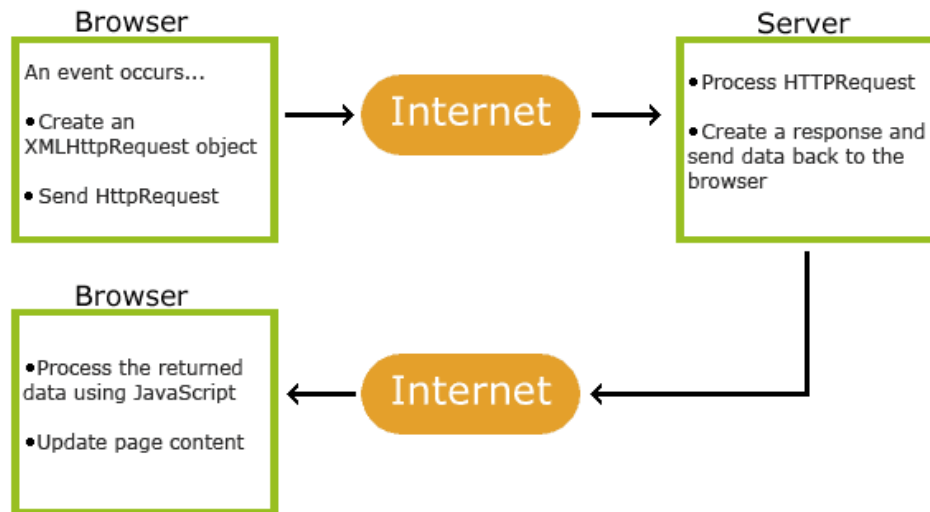 Browser
An event occurs...
•Create an
XMLHttpRequest object
•Send HttpRequest
Internet
Server
•Process HTTPRequest
•Create a response and
send data back to the
browser
Browser
•Process the returned
data using JavaScript
•Update page content
Internet